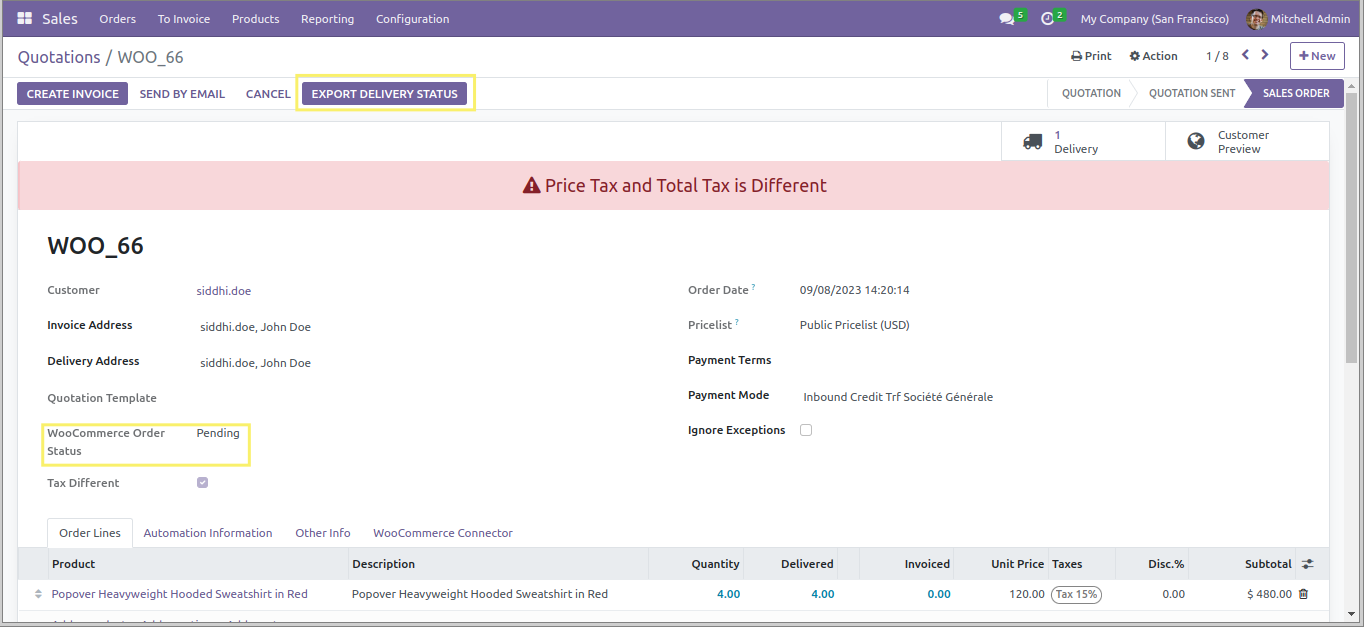 Sales Orders To Invoice Products Reporting Configuration 5 2 My Company (San Francisco) Mitchell Admin
Quotations / WOO_66 Print Action 1 / 8 New
CREATE INVOICE SEND BY EMAIL CANCEL EXPORT DELIVERY STATUS QUOTATION QUOTATION SENT SALES ORDER
1
Delivery
Customer
Preview
Price Tax and Total Tax is Different
WOO_66
Customer siddhi.doe
Invoice Address siddhi.doe, John Doe
Delivery Address siddhi.doe, John Doe
Quotation Template
WooCommerce Order
Status
Pending
Tax Different
Order Date ? 09/08/2023 14:20:14
Pricelist ? Public Pricelist (USD)
Payment Terms
Payment Mode Inbound Credit Trf Société Générale
Ignore Exceptions
Order Lines Automation Information Other Info WooCommerce Connector
Product Description Quantity Delivered Invoiced Unit Price Taxes Disc.% Subtotal
Popover Heavyweight Hooded Sweatshirt in Red Popover Heavyweight Hooded Sweatshirt in Red 4.00 4.00 0.00 120.00 Tax 15% 0.00 $ 480.00